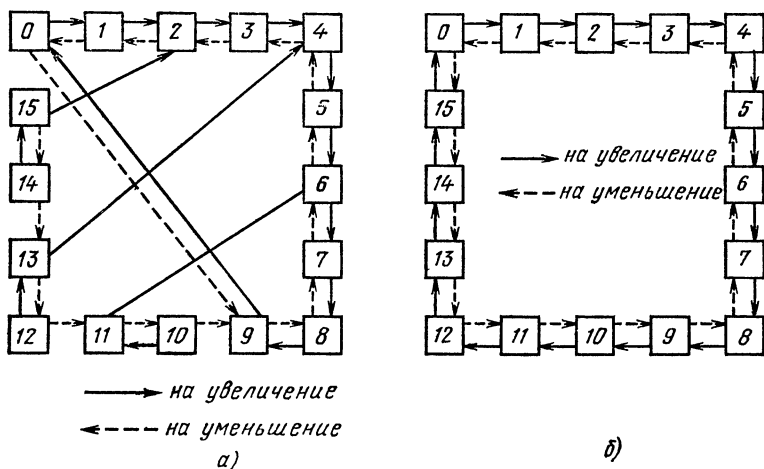 0 1 2 3 4
15 5
14 6
13 7
12 11 10 9 8
на увеличение
на уменьшение
а)
0 1 2 3 4
15 5
14 6
13 7
12 11 10 9 8
на увеличение
на уменьшение
б)